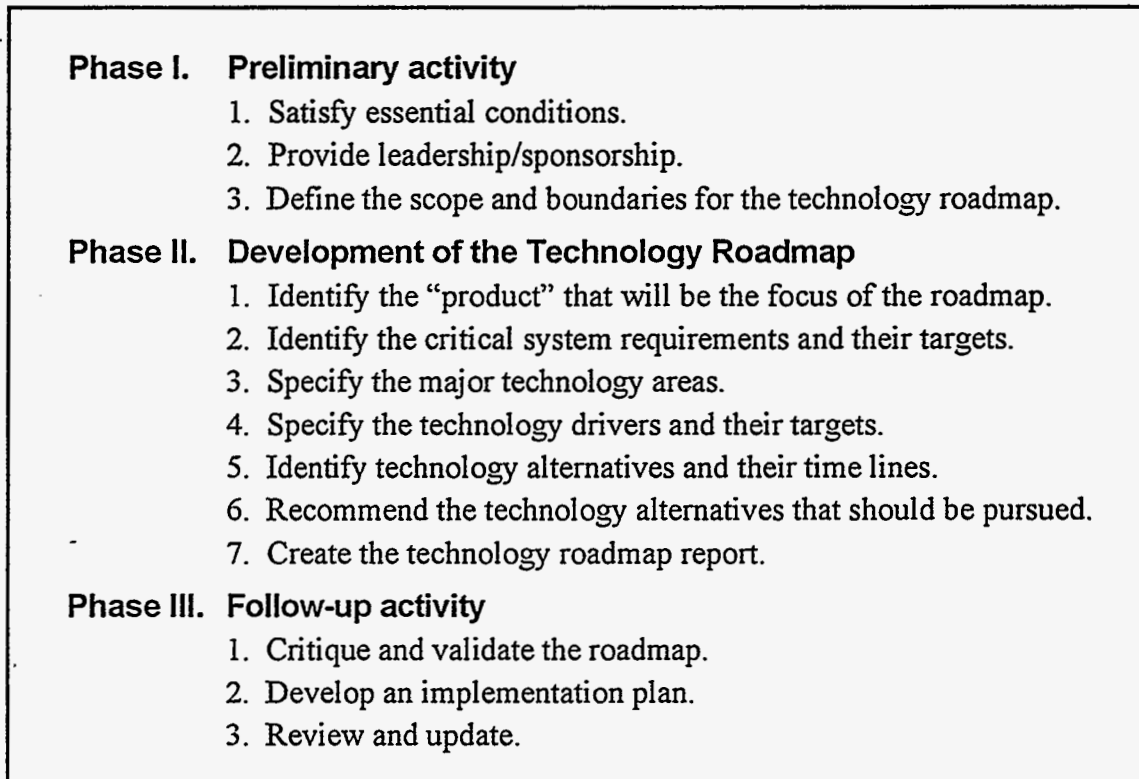 Phase I. Preliminary activity
1. Satisfy essential conditions.
2. Provide leadership/sponsorship.
3. Define the scope and boundaries for the technology roadmap.
Phase II. Development of the Technology Roadmap
1. Identify the “product” that will be the focus of the roadmap.
2. Identify the critical system requirements and their targets.
3. Specify the major technology areas.
4. Specify the technology drivers and their targets.
5. Identify technology alternatives and their time lines.
6. Recommend the technology alternatives that should be pursued.
7. Create the technology roadmap report.
Phase III. Follow-up activity
1. Critique and validate the roadmap.
2. Develop an implementation plan.
3. Review and update.